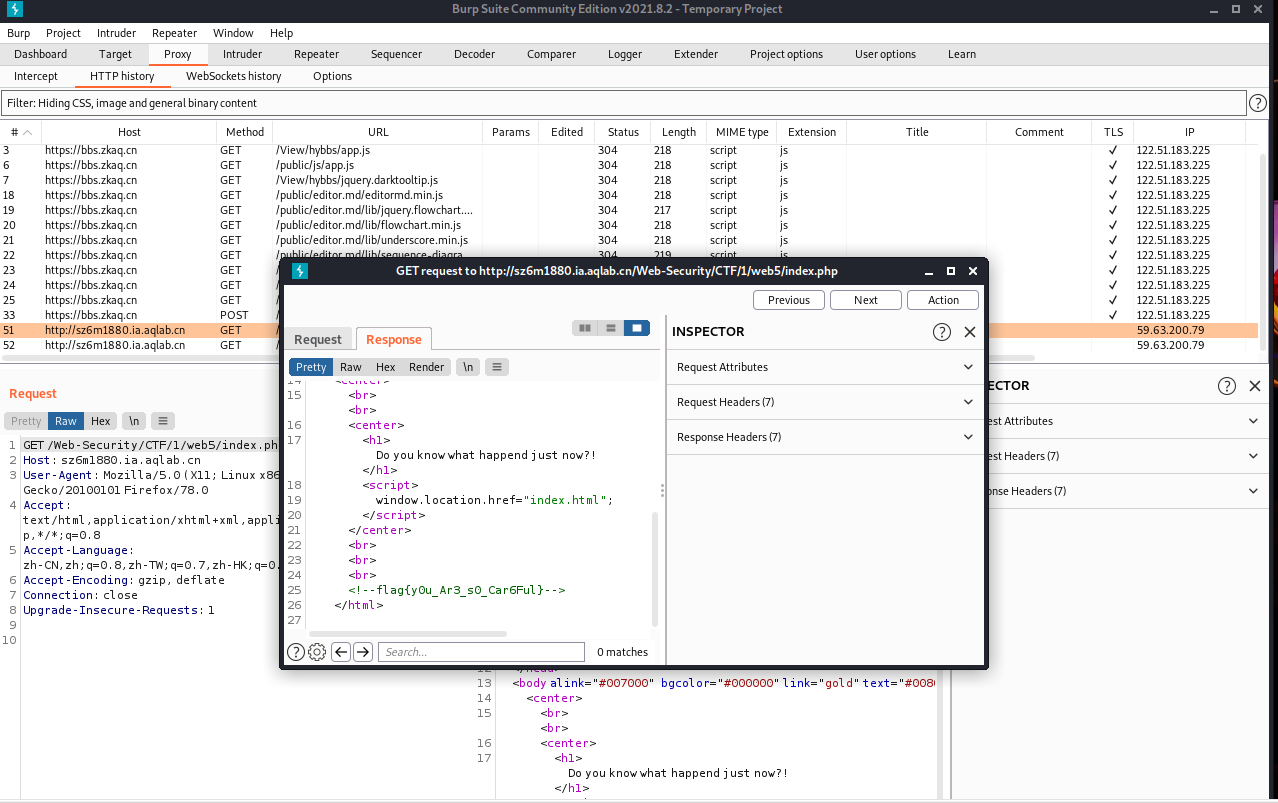 Burp Suite Community Edition v2021.8.2 - Temporary Project
Burp Project Intruder Repeater Window Help
Dashboard Target Proxy Intruder Repeater Sequencer Decoder Comparer Logger Extender Project options User options Learn
Intercept HTTP history WebSockets history Options
Filter: Hiding CSS, image and general binary content
# Host Method URL Params Edited Status Length MIME type Extension Title Comment TLS IP
3 https://bbs.zkaq.cn GET /View/hybbs/app.js 304 218 script js ✓ 122.51.183.225
6 https://bbs.zkaq.cn GET /public/js/app.js 304 218 script js ✓ 122.51.183.225
7 https://bbs.zkaq.cn GET /View/hybbs/jquery.darktooltip.js 304 218 script js ✓ 122.51.183.225
18 https://bbs.zkaq.cn GET /public/editor.md/editormd.min.js 304 218 script js ✓ 122.51.183.225
19 https://bbs.zkaq.cn GET /public/editor.md/lib/jquery.flowchart.... 304 217 script js ✓ 122.51.183.225
20 https://bbs.zkaq.cn GET /public/editor.md/lib/flowchart.min.js 304 218 script js ✓ 122.51.183.225
21 https://bbs.zkaq.cn GET /public/editor.md/lib/underscore.min.js 304 218 script js ✓ 122.51.183.225
22 https://bbs.zkaq.cn GET /public/editor.md/lib/sequence-diagra 304 219 script js ✓ 122.51.183.225
23 https://bbs.zkaq.cn GET / ✓ 122.51.183.225
24 https://bbs.zkaq.cn GET / ✓ 122.51.183.225
25 https://bbs.zkaq.cn GET / ✓ 122.51.183.225
33 https://bbs.zkaq.cn POST / ✓ 122.51.183.225
51 http://sz6m1880.ia.aqlab.cn GET / 59.63.200.79
52 http://sz6m1880.ia.aqlab.cn GET / 59.63.200.79
GET request to http://sz6m1880.ia.aqlab.cn/Web-Security/CTF/1/web5/index.php
Previous Next Action
Request Response
Pretty Raw Hex Render \n
14 <center>
15 <br>
<br>
16 <center>
17 <h1>
Do you know what happend just now?!
</h1>
18 <script>
19 window.location.href="index.html";
20 </script>
21 </center>
22 <br>
23 <br>
24 <br>
25 <!--flag{y0u_Ar3_s0_Car6Ful}-->
26 </html>
27
Search...
0 matches
INSPECTOR
Request Attributes
Request Headers (7)
Response Headers (7)
Request
Pretty Raw Hex \n
1 GET /Web-Security/CTF/1/web5/index.ph
2 Host: sz6m1880.ia.aqlab.cn
3 User-Agent: Mozilla/5.0 (X11; Linux x86
Gecko/20100101 Firefox/78.0
4 Accept:
text/html,application/xhtml+xml,appli
p,*/*;q=0.8
5 Accept-Language:
zh-CN,zh;q=0.8,zh-TW;q=0.7,zh-HK;q=0.
6 Accept-Encoding: gzip, deflate
7 Connection: close
8 Upgrade-Insecure-Requests: 1
9
10
ECTOR
est Attributes
est Headers (7)
onse Headers (7)
12 </head>
13 <body alink="#007000" bgcolor="#000000" link="gold" text="#008
14 <center>
15 <br>
<br>
16 <center>
17 <h1>
Do you know what happend just now?!
</h1>